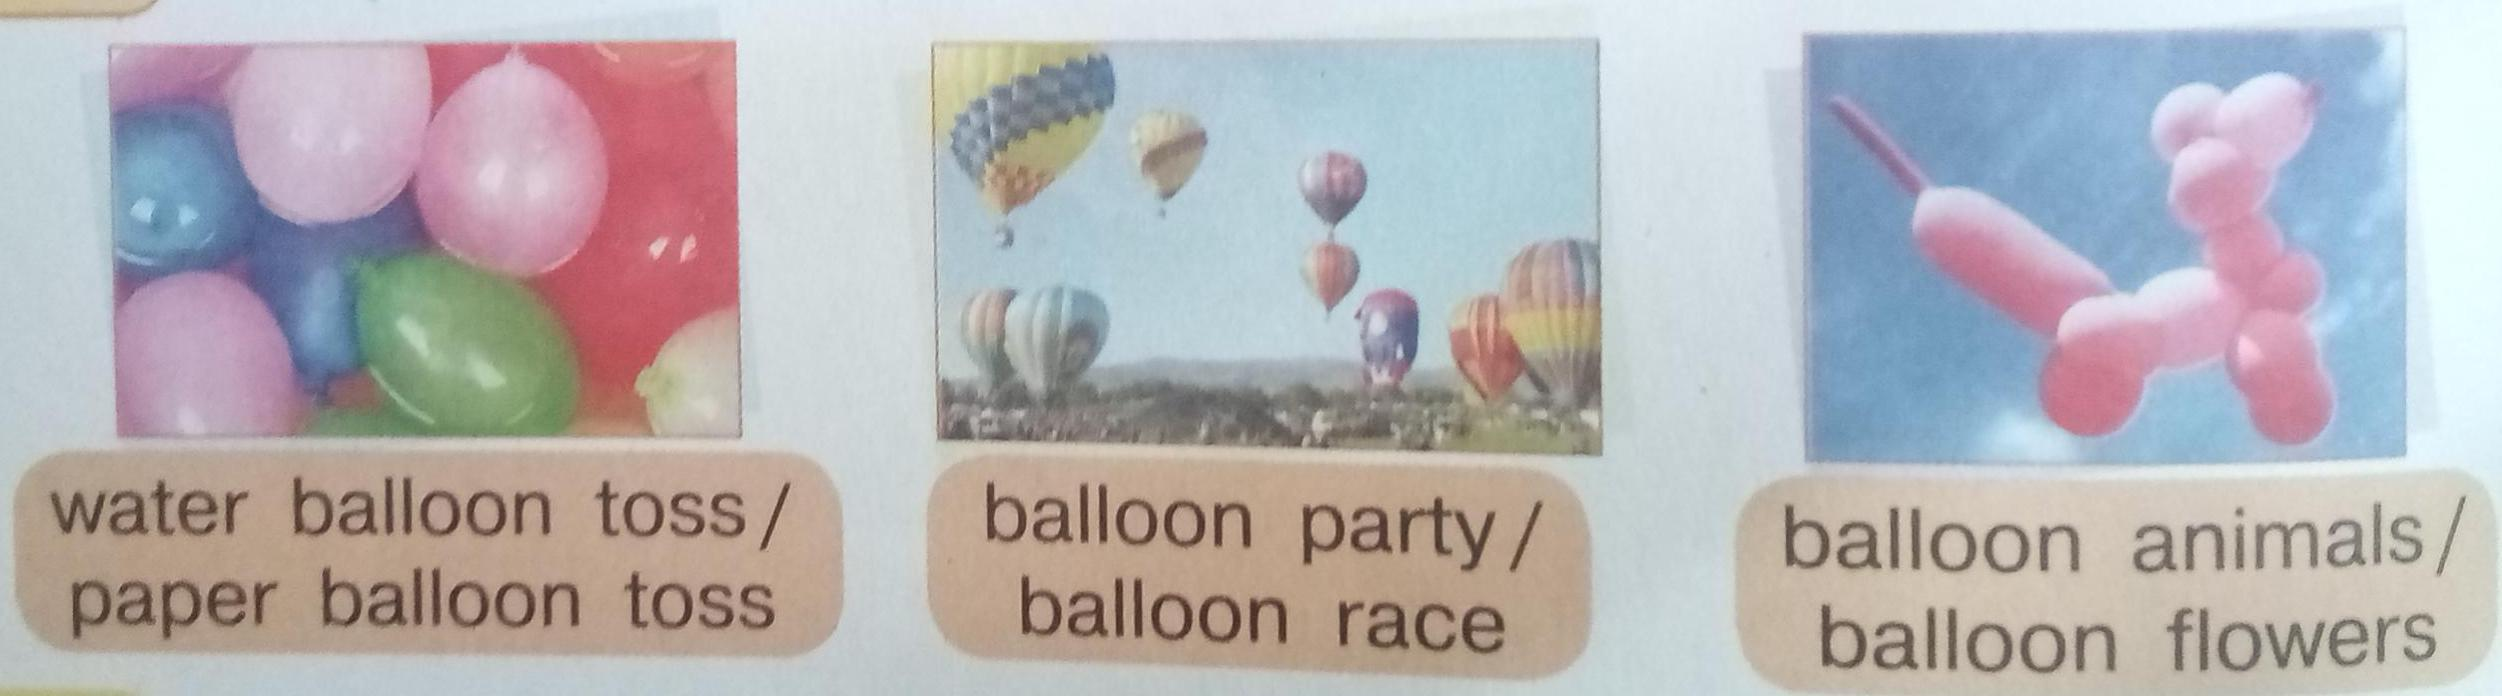 water balloon toss/
paper balloon toss
balloon party/
balloon race
balloon animals/
balloon flowers